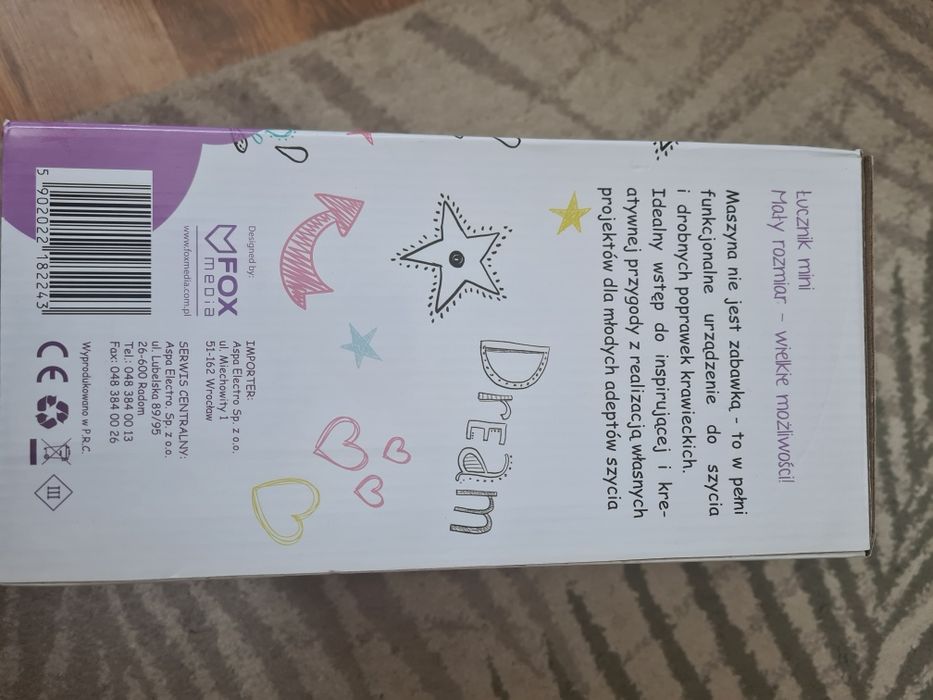 Łucznik mini
Mały rozmiar – wielkie możliwości!
Maszyna nie jest zabawką - to w pełni
funkcjonalne urządzenie do szycia
i drobnych poprawek krawieckich.
Idealny wstęp do inspirującej i kre-
atywnej przygody z realizacją własnych
projektów dla młodych adeptów szycia
Dream
Designed by:
FOX
media
www.foxmedia.com.pl
IMPORTER:
Aspa Electro Sp. z o.o.
ul. Miechowity 1
51-162 Wrocław
SERWIS CENTRALNY:
Aspa Electro Sp. z o.o.
ul. Lubelska 89/95
26-600 Radom
Tel.: 048 384 00 13
Fax: 048 384 00 26
Wyprodukowano w P.R.C.
5 902022 182243
CE
III